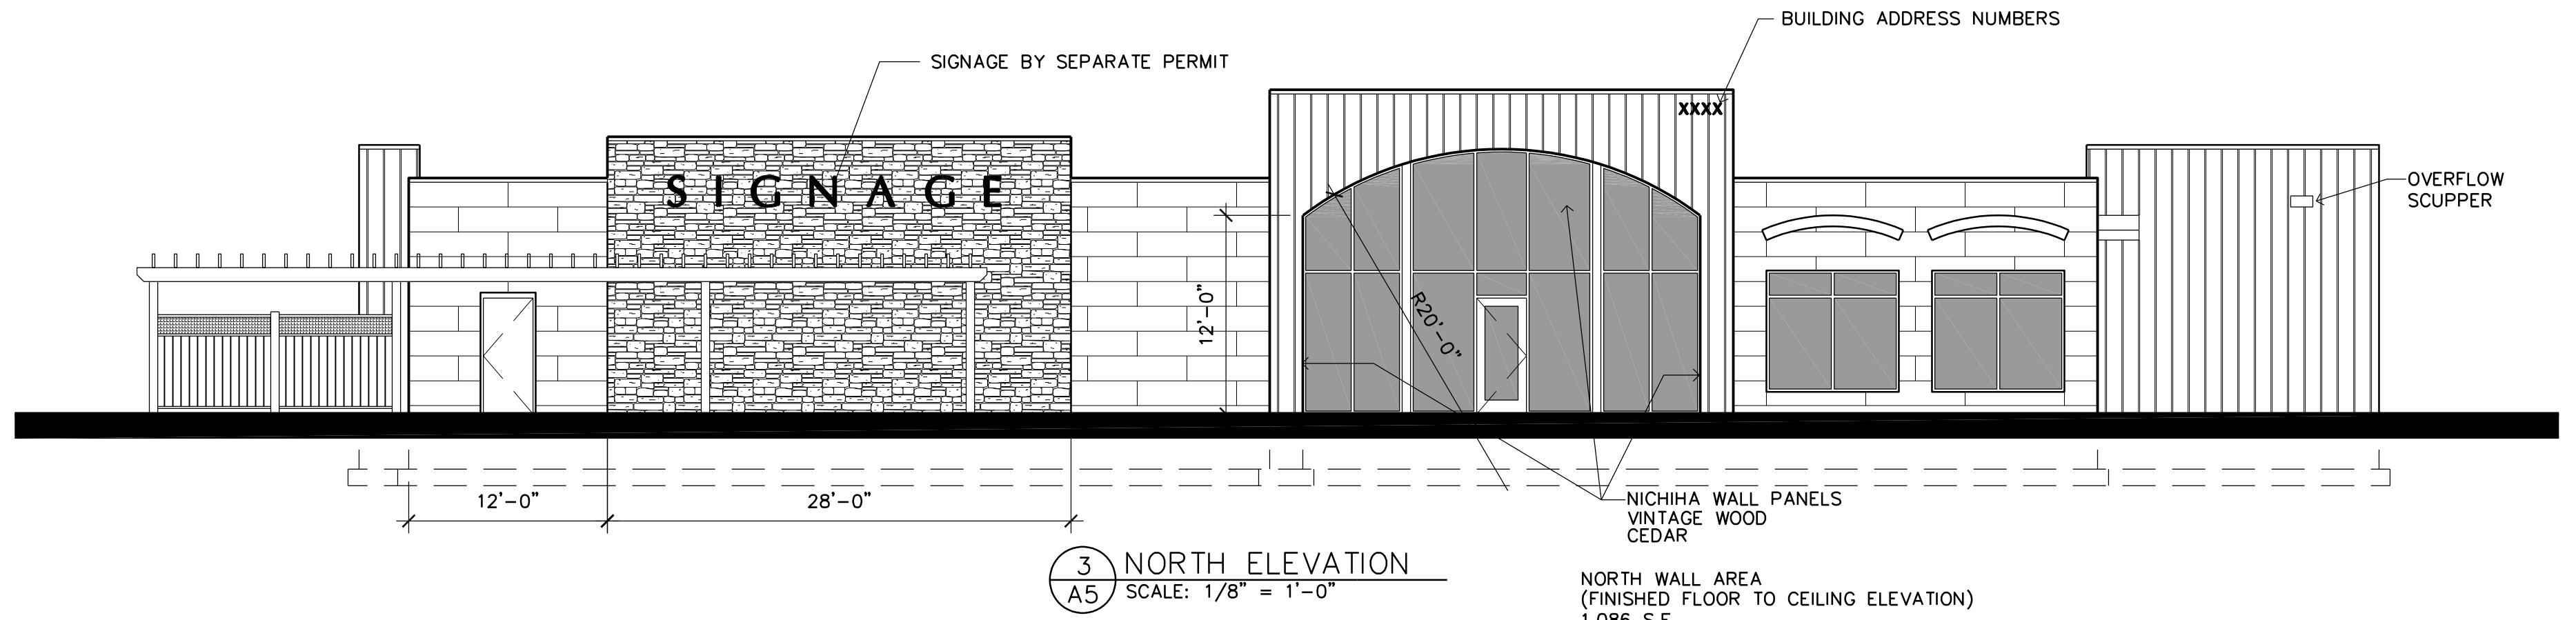 BUILDING ADDRESS NUMBERS
SIGNAGE BY SEPARATE PERMIT
XXXX
SIGNAGE
OVERFLOW
SCUPPER
12'-0"
R20'-0"
12'-0"
28'-0"
NICHIHA WALL PANELS
VINTAGE WOOD
CEDAR
3
A5
NORTH ELEVATION
SCALE: 1/8" = 1'-0"
NORTH WALL AREA
(FINISHED FLOOR TO CEILING ELEVATION)
1,086 S.F.